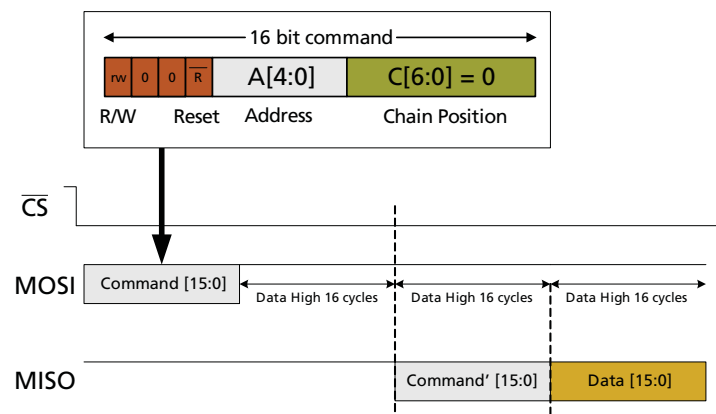 16 bit command
rw 0 0 R̅ A[4:0] C[6:0] = 0
R/W Reset Address Chain Position
C̅S̅
MOSI Command [15:0] Data High 16 cycles Data High 16 cycles Data High 16 cycles
MISO Command' [15:0] Data [15:0]